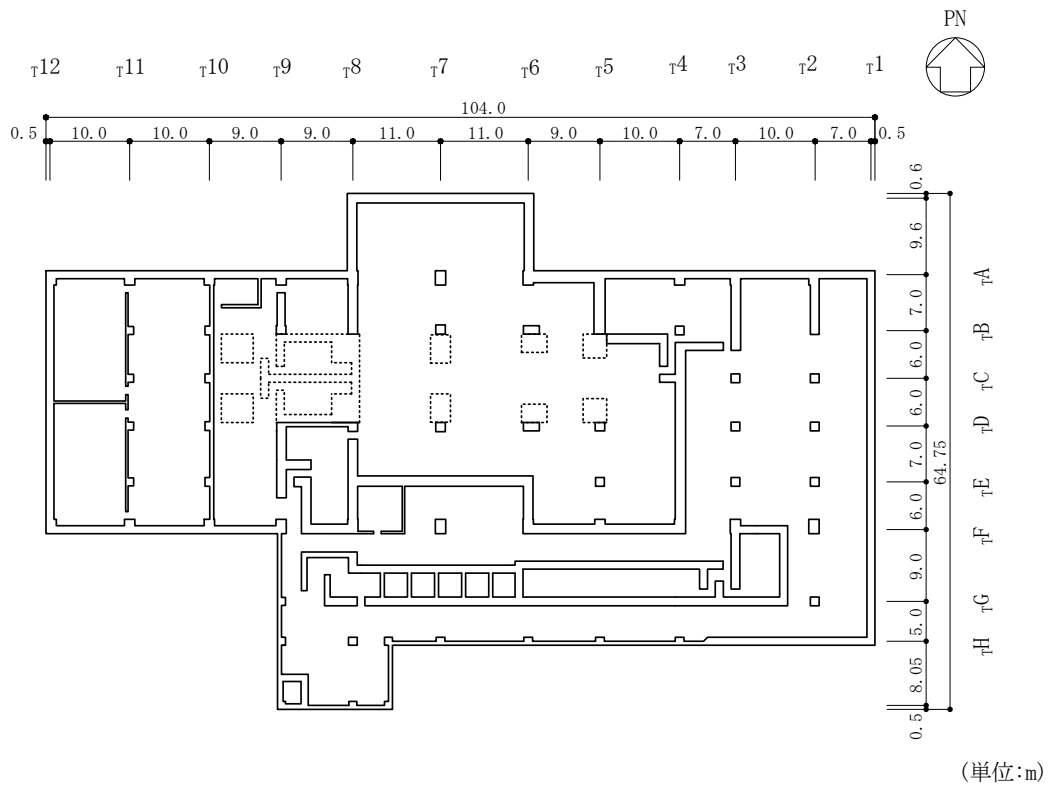 PN
T12 T11 T10 T9 T8 T7 T6 T5 T4 T3 T2 T1
104.0
0.5 10.0 10.0 9.0 9.0 11.0 11.0 9.0 10.0 7.0 10.0 7.0 0.5
0.6
9.6
TA
7.0
TB
6.0
TC
6.0
TD
7.0
64.75
TE
6.0
TF
9.0
TG
5.0
TH
8.05
0.5
(単位:m)